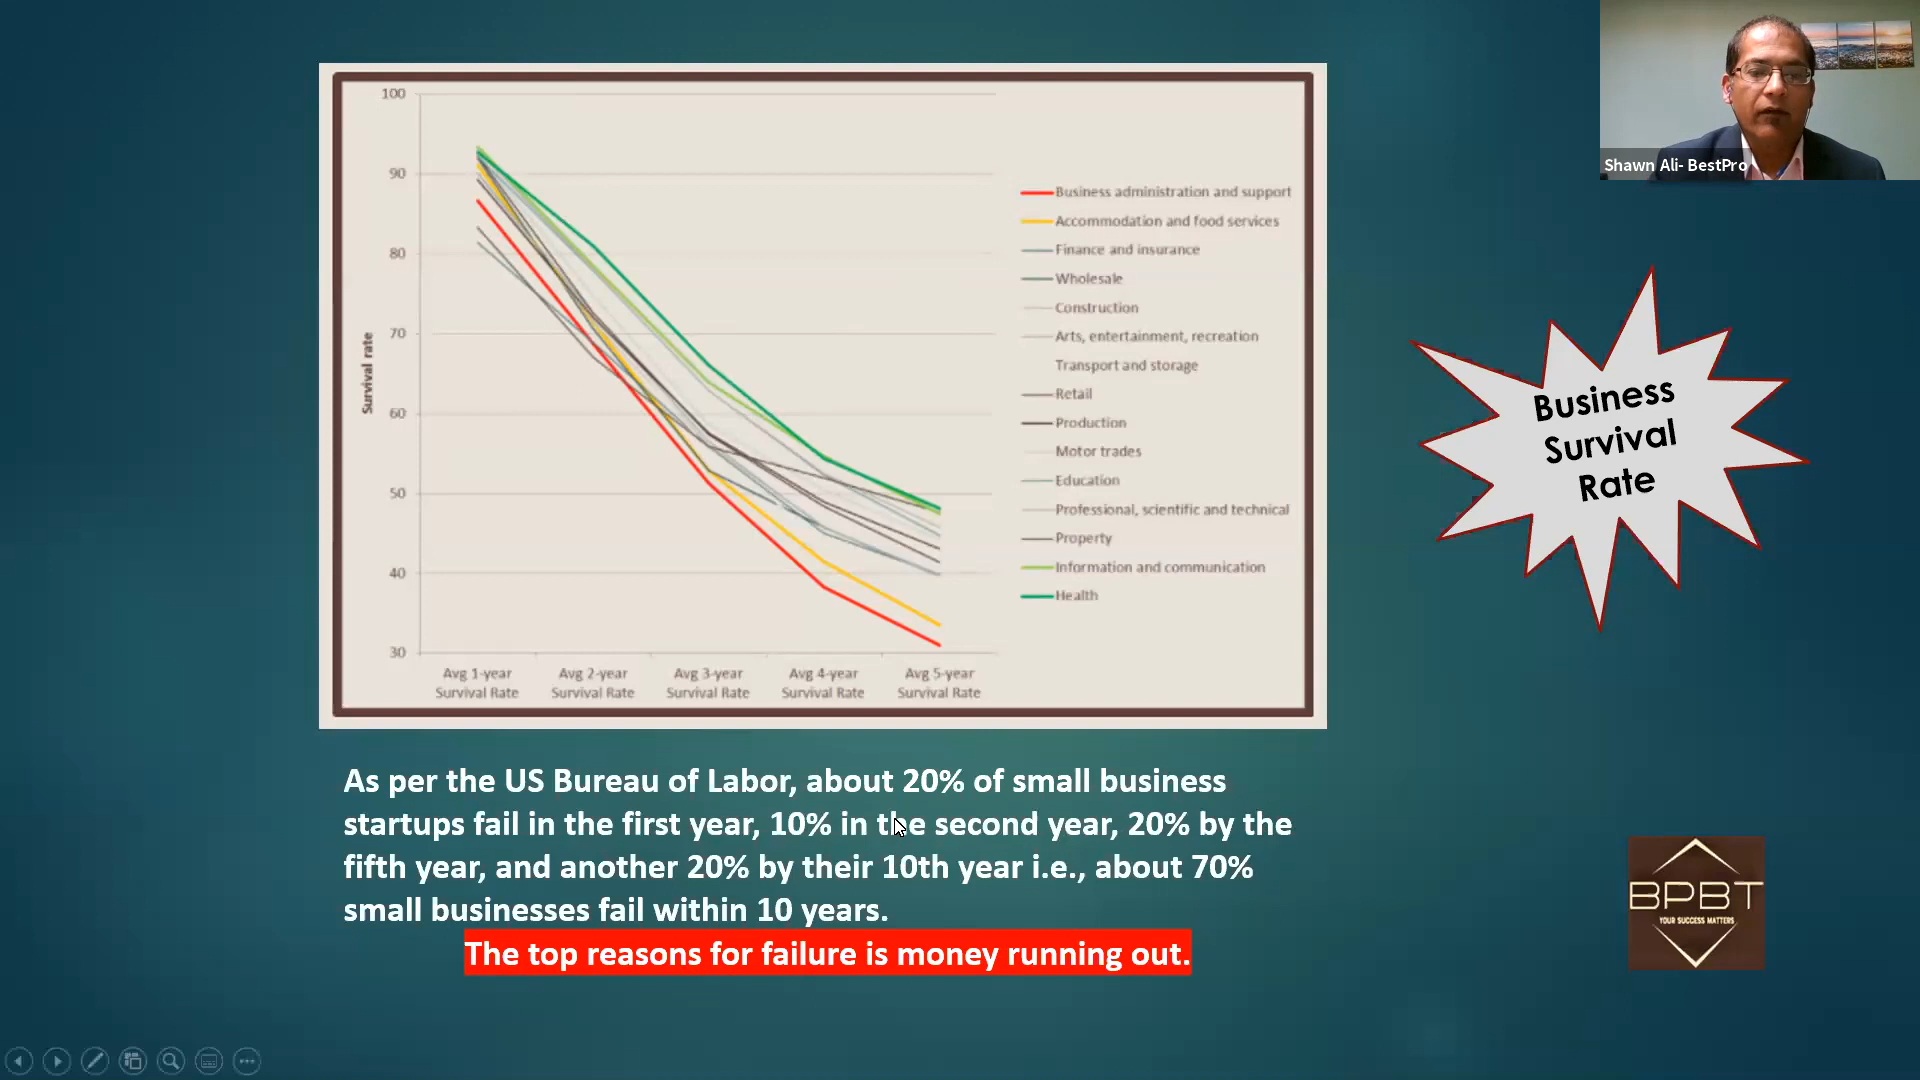 100
90
80
70
60
50
40
30
Survival rate
Avg 1-year
Survival Rate
Avg 2-year
Survival Rate
Avg 3-year
Survival Rate
Avg 4-year
Survival Rate
Avg 5-year
Survival Rate
Business administration and support
Accommodation and food services
Finance and insurance
Wholesale
Construction
Arts, entertainment, recreation
Transport and storage
Retail
Production
Motor trades
Education
Professional, scientific and technical
Property
Information and communication
Health
Shawn Ali- BestPro
Business
Survival
Rate
As per the US Bureau of Labor, about 20% of small business
startups fail in the first year, 10% in the second year, 20% by the
fifth year, and another 20% by their 10th year i.e., about 70%
small businesses fail within 10 years.
The top reasons for failure is money running out.
BPBT
YOUR SUCCESS MATTERS